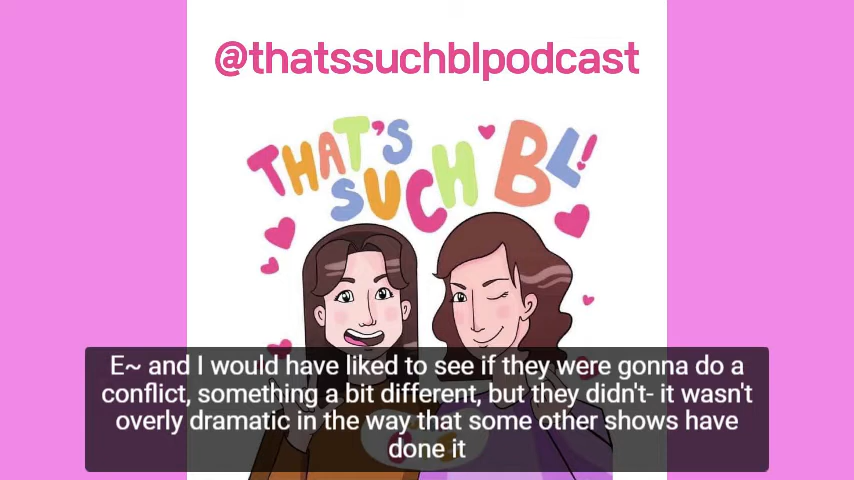 @thatssuchblpodcast
THAT'S
SUCH BL!
E~ and I would have liked to see if they were gonna do a
conflict, something a bit different, but they didn't- it wasn't
overly dramatic in the way that some other shows have
done it